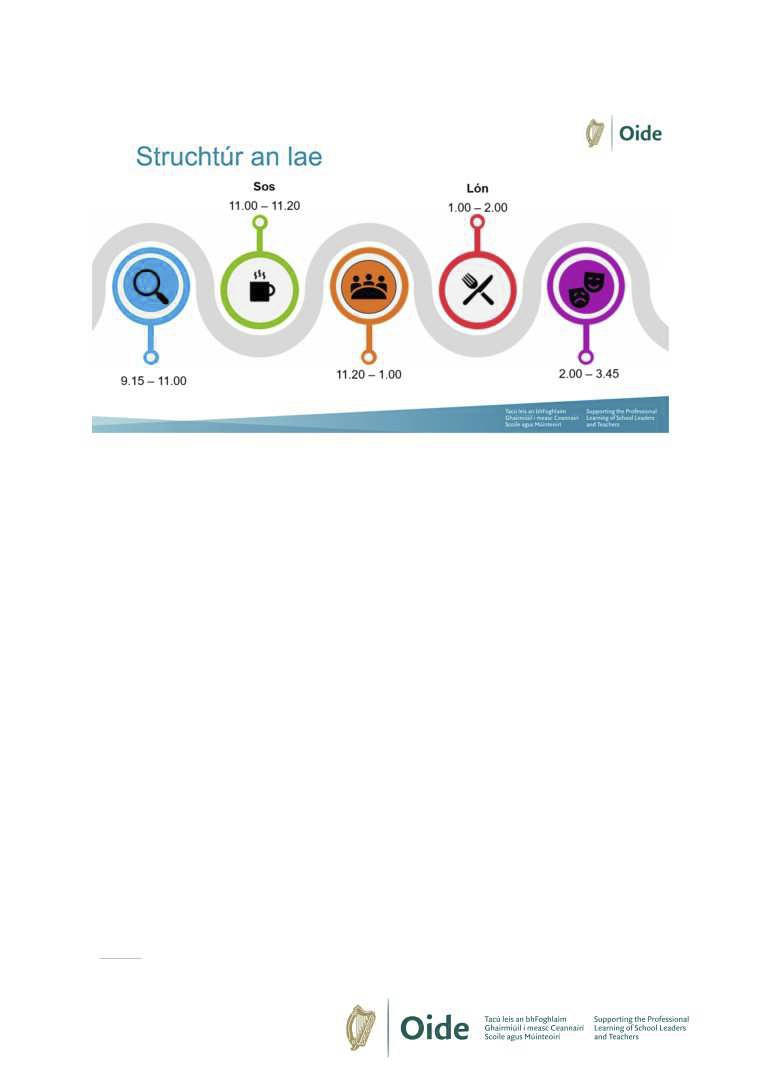 Oide
Struchtúr an lae
Sos
11.00 – 11.20
Lón
1.00 – 2.00
9.15 – 11.00
11.20 – 1.00
2.00 – 3.45
Tacú leis an bhFoghlaim
Ghairmiúil i measc Ceannairí
Scoile agus Múinteoirí
Supporting the Professional
Learning of School Leaders
and Teachers
Oide
Tacú leis an bhFoghlaim
Ghairmiúil i measc Ceannairí
Scoile agus Múinteoirí
Supporting the Professional
Learning of School Leaders
and Teachers